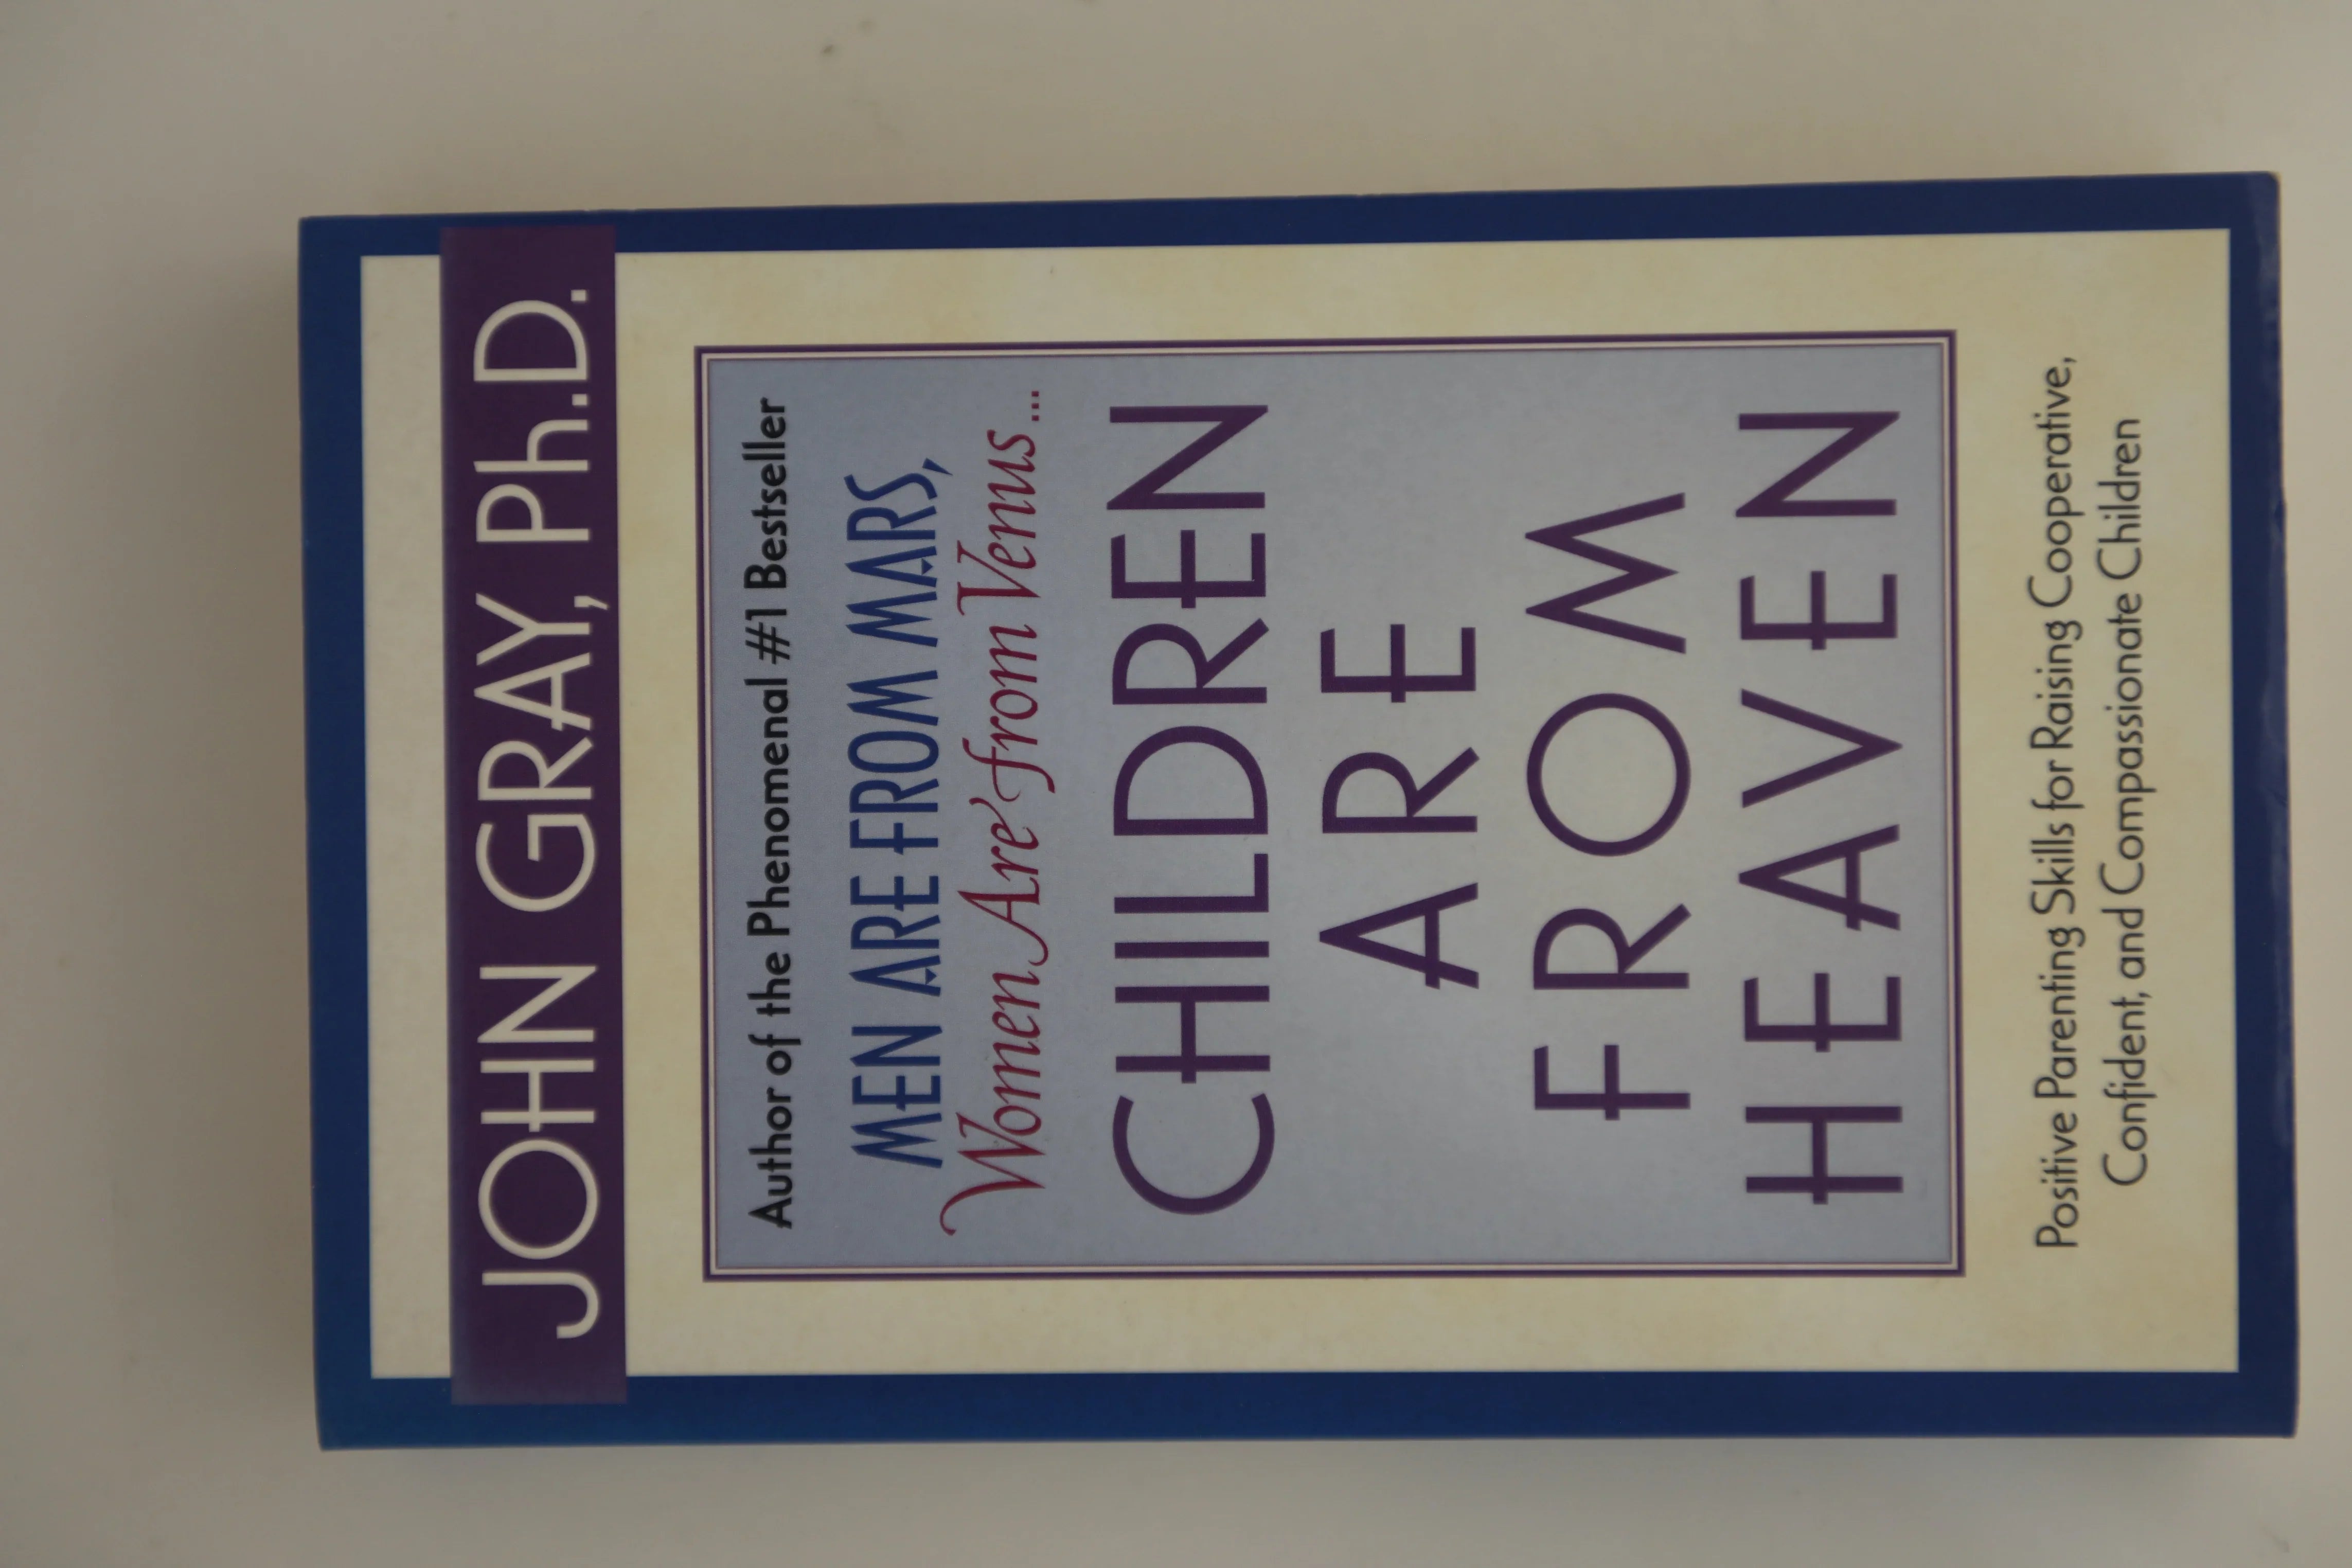 JOHN GRAY, Ph.D.
Author of the Phenomenal #1 Bestseller
MEN ARE FROM MARS,
Women Are from Venus...
CHILDREN
ARE
FROM
HEAVEN
Positive Parenting Skills for Raising Cooperative,
Confident, and Compassionate Children